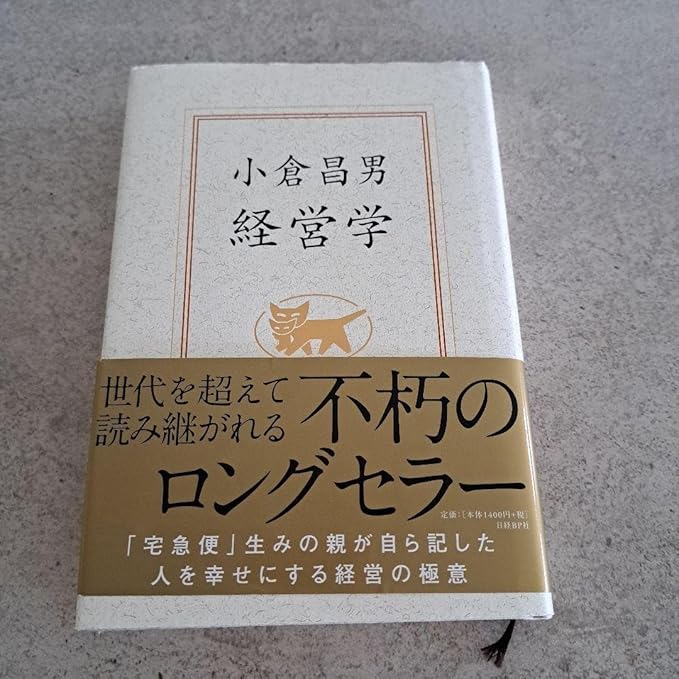 小倉昌男
経営学
世代を超えて
読み継がれる
不朽の
ロングセラー
定価:[本体1400円+税]
日経BP社
「宅急便」生みの親が自ら記した
人を幸せにする経営の極意